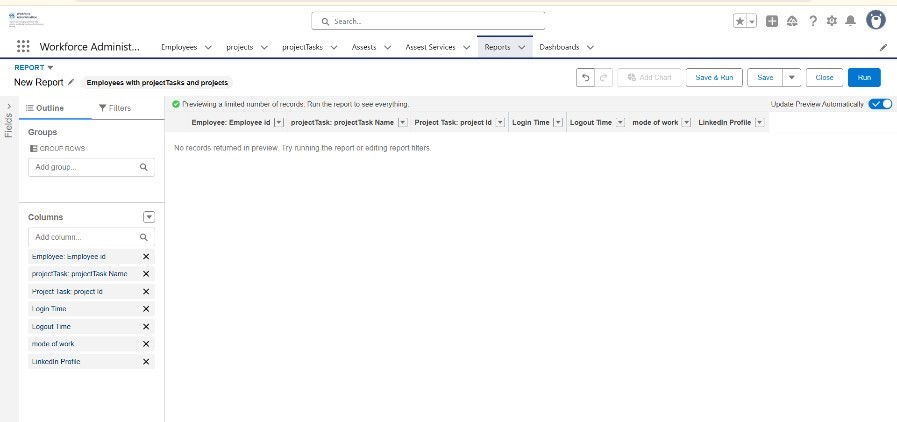 Workforce
Administration
Search...
Workforce Administ... Employees projects projectTasks Assests Assest Services Reports Dashboards
REPORT
New Report Employees with projectTasks and projects
Add Chart Save & Run Save Close Run
Fields
Outline Filters
Previewing a limited number of records. Run the report to see everything.
Update Preview Automatically
Groups
GROUP ROWS
Add group...
Columns
Add column...
Employee: Employee id
projectTask: projectTask Name
Project Task: project Id
Login Time
Logout Time
mode of work
LinkedIn Profile
Employee: Employee id projectTask: projectTask Name Project Task: project Id Login Time Logout Time mode of work LinkedIn Profile
No records returned in preview. Try running the report or editing report filters.